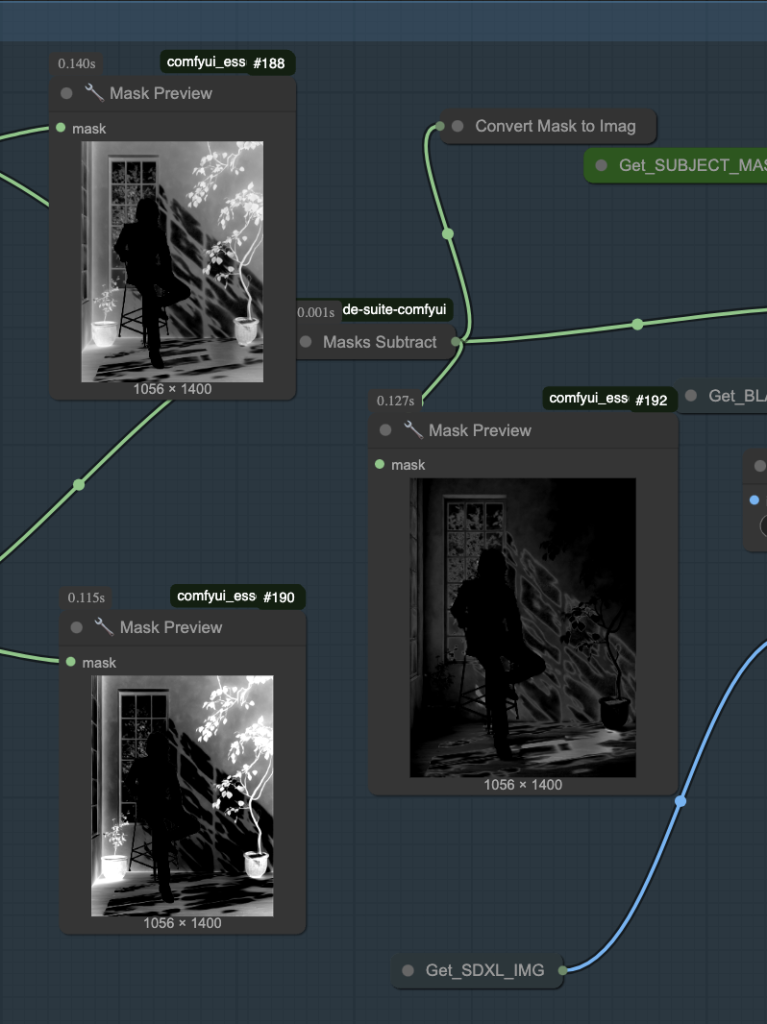 0.140s
comfyui_ess #188
Mask Preview
mask
1056 × 1400
Convert Mask to Imag
Get_SUBJECT_MAS
0.001s
de-suite-comfyui
Masks Subtract
0.127s
comfyui_ess #192
Mask Preview
mask
1056 × 1400
Get_BLA
0.115s
comfyui_ess #190
Mask Preview
mask
1056 × 1400
Get_SDXL_IMG